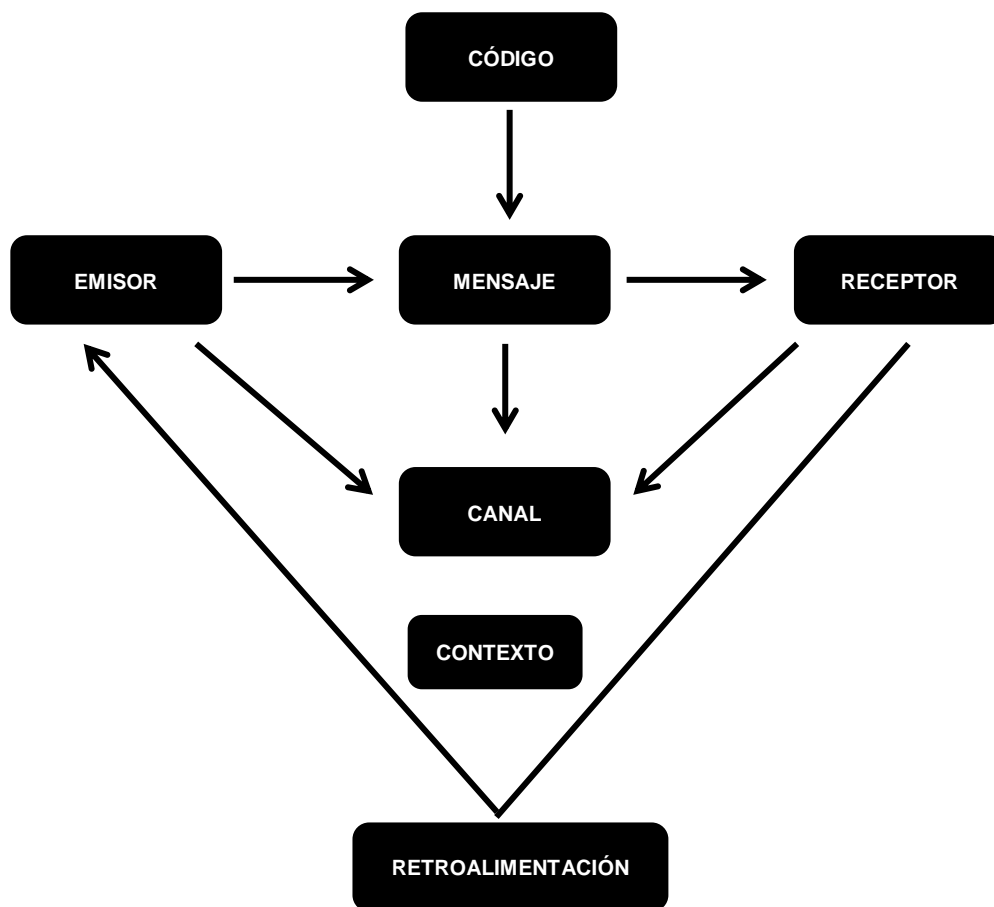 CÓDIGO
EMISOR
MENSAJE
RECEPTOR
CANAL
CONTEXTO
RETROALIMENTACIÓN